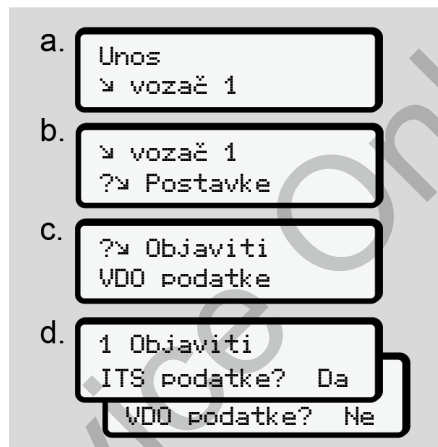 a.
Unos
↘ vozač 1
b.
↘ vozač 1
?↘ Postavke
c.
?↘ Objaviti
VDO podatke
d.
1 Objaviti
ITS podatke? Da
VDO podatke? Ne